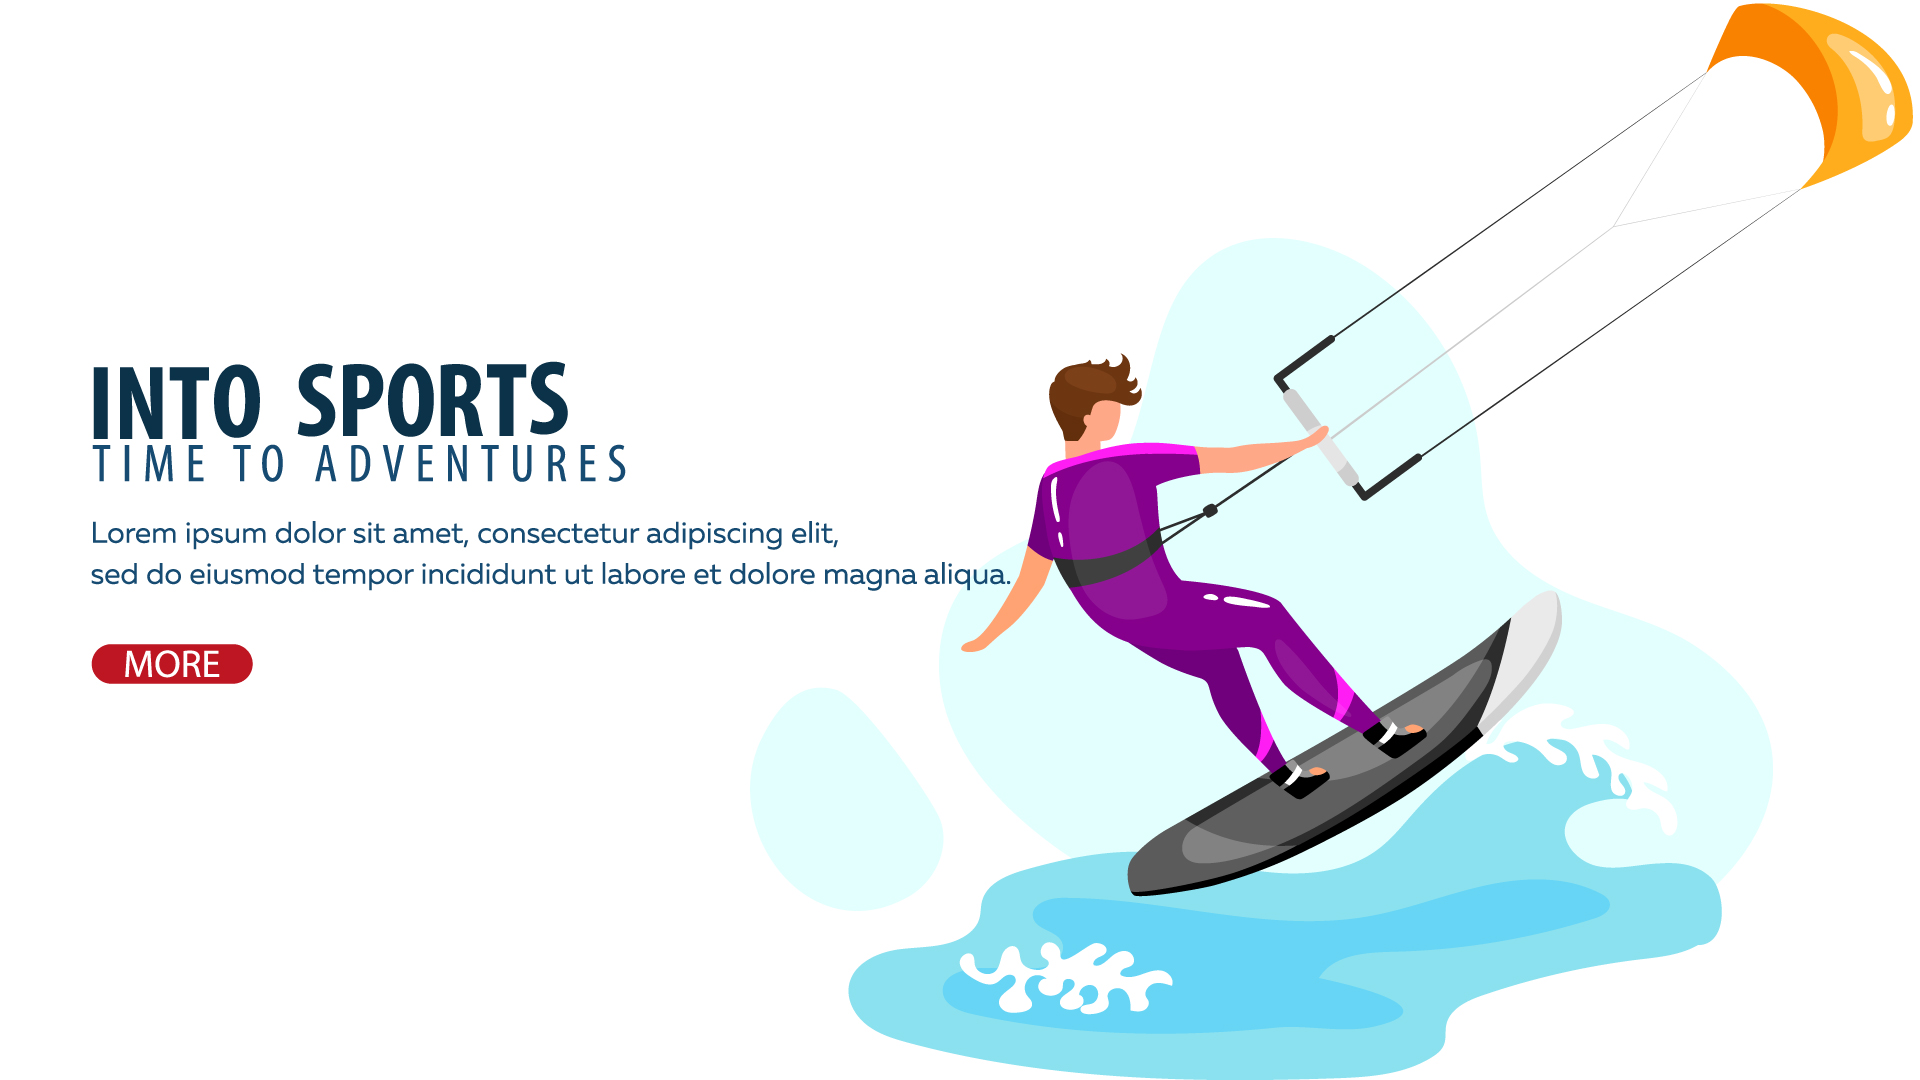 INTO SPORTS
TIME TO ADVENTURES
Lorem ipsum dolor sit amet, consectetur adipiscing elit,
sed do eiusmod tempor incididunt ut labore et dolore magna aliqua.
MORE